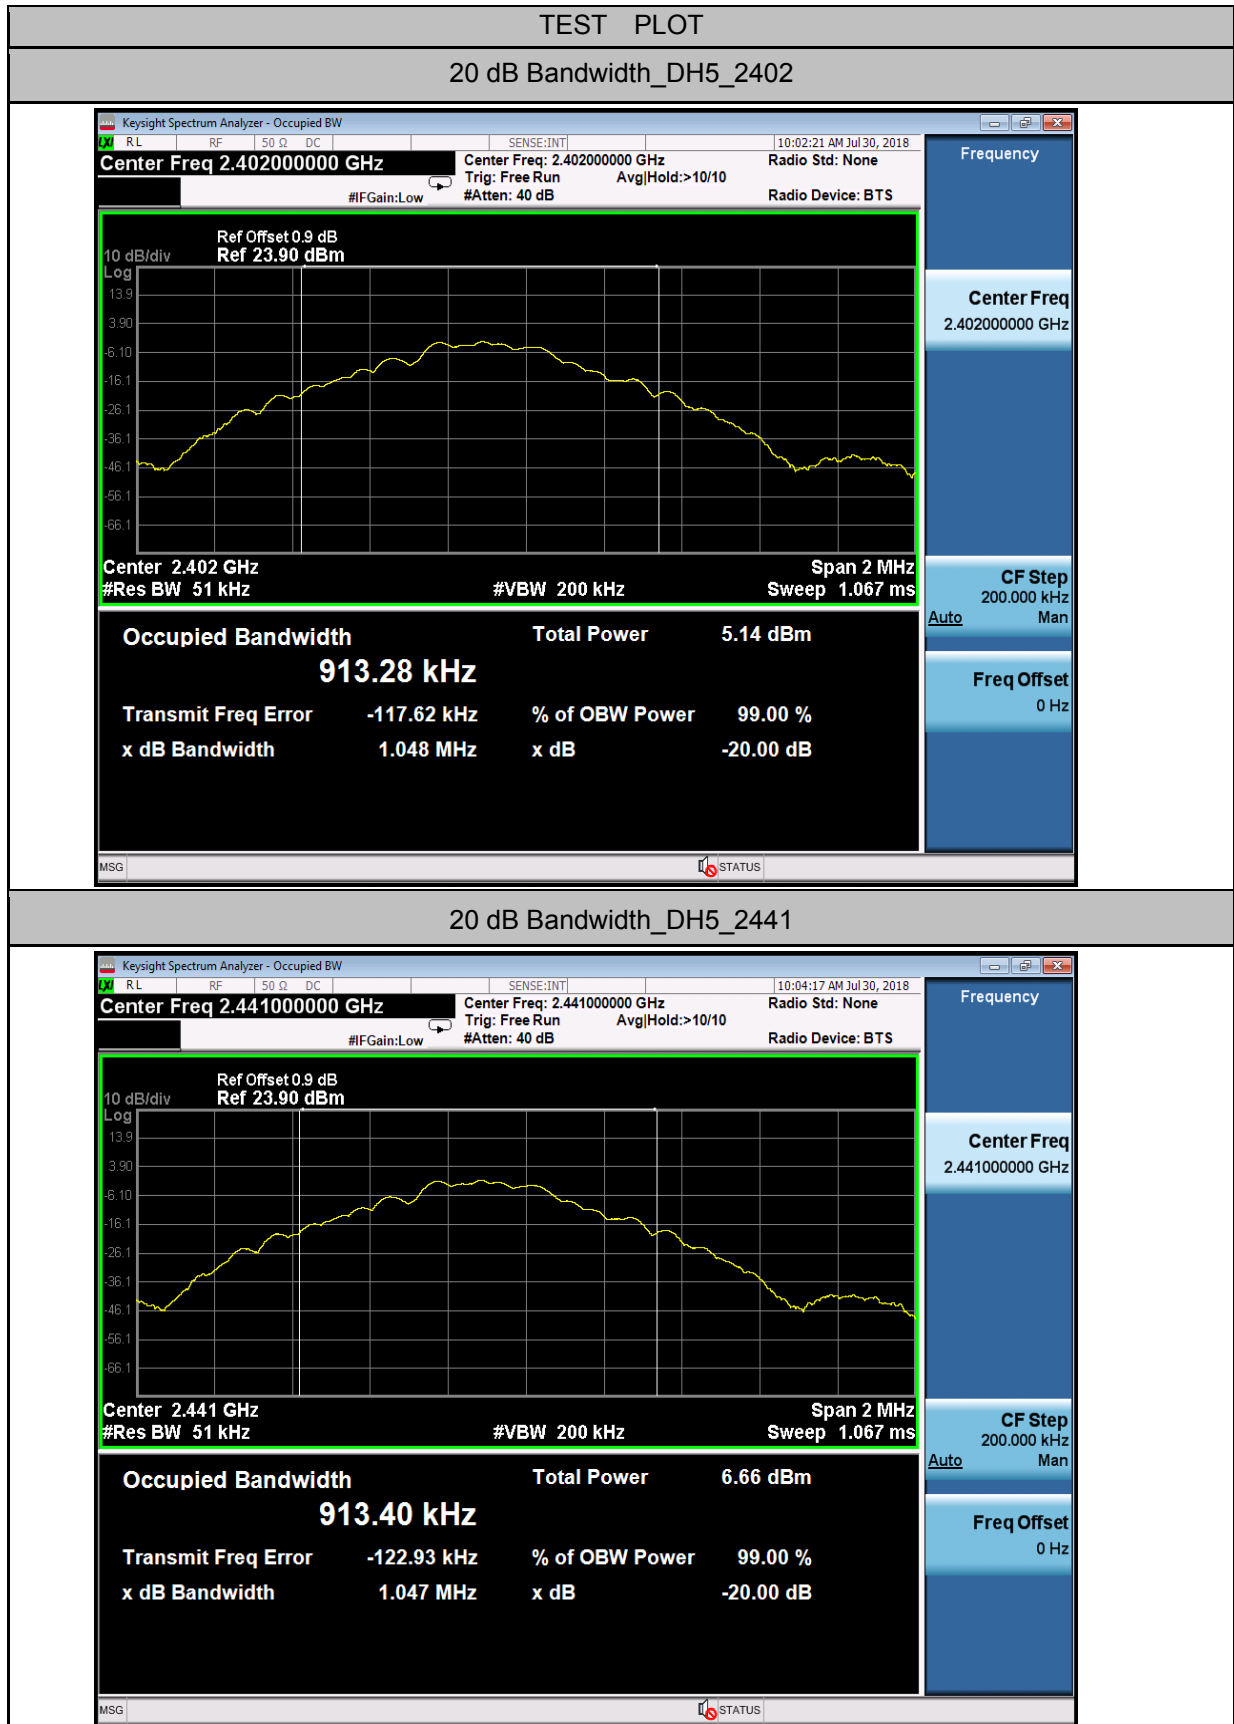 TEST PLOT
20 dB Bandwidth_DH5_2402
Keysight Spectrum Analyzer - Occupied BW
LXI RL RF 50 Ω DC SENSE:INT 10:02:21 AM Jul 30, 2018
Center Freq 2.402000000 GHz
Center Freq: 2.402000000 GHz
Radio Std: None
Trig: Free Run Avg|Hold:>10/10
#IFGain:Low
#Atten: 40 dB
Radio Device: BTS
Frequency
Ref Offset 0.9 dB
10 dB/div Ref 23.90 dBm
Log
13.9
3.90
-6.10
-16.1
-26.1
-36.1
-46.1
-56.1
-66.1
Center 2.402 GHz Span 2 MHz
#Res BW 51 kHz #VBW 200 kHz Sweep 1.067 ms
Center Freq
2.402000000 GHz
CF Step
200.000 kHz
Auto Man
Freq Offset
0 Hz
Occupied Bandwidth Total Power 5.14 dBm
913.28 kHz
Transmit Freq Error -117.62 kHz % of OBW Power 99.00 %
x dB Bandwidth 1.048 MHz x dB -20.00 dB
MSG STATUS
20 dB Bandwidth_DH5_2441
Keysight Spectrum Analyzer - Occupied BW
LXI RL RF 50 Ω DC SENSE:INT 10:04:17 AM Jul 30, 2018
Center Freq 2.441000000 GHz
Center Freq: 2.441000000 GHz
Radio Std: None
Trig: Free Run Avg|Hold:>10/10
#IFGain:Low
#Atten: 40 dB
Radio Device: BTS
Frequency
Ref Offset 0.9 dB
10 dB/div Ref 23.90 dBm
Log
13.9
3.90
-6.10
-16.1
-26.1
-36.1
-46.1
-56.1
-66.1
Center 2.441 GHz Span 2 MHz
#Res BW 51 kHz #VBW 200 kHz Sweep 1.067 ms
Center Freq
2.441000000 GHz
CF Step
200.000 kHz
Auto Man
Freq Offset
0 Hz
Occupied Bandwidth Total Power 6.66 dBm
913.40 kHz
Transmit Freq Error -122.93 kHz % of OBW Power 99.00 %
x dB Bandwidth 1.047 MHz x dB -20.00 dB
MSG STATUS